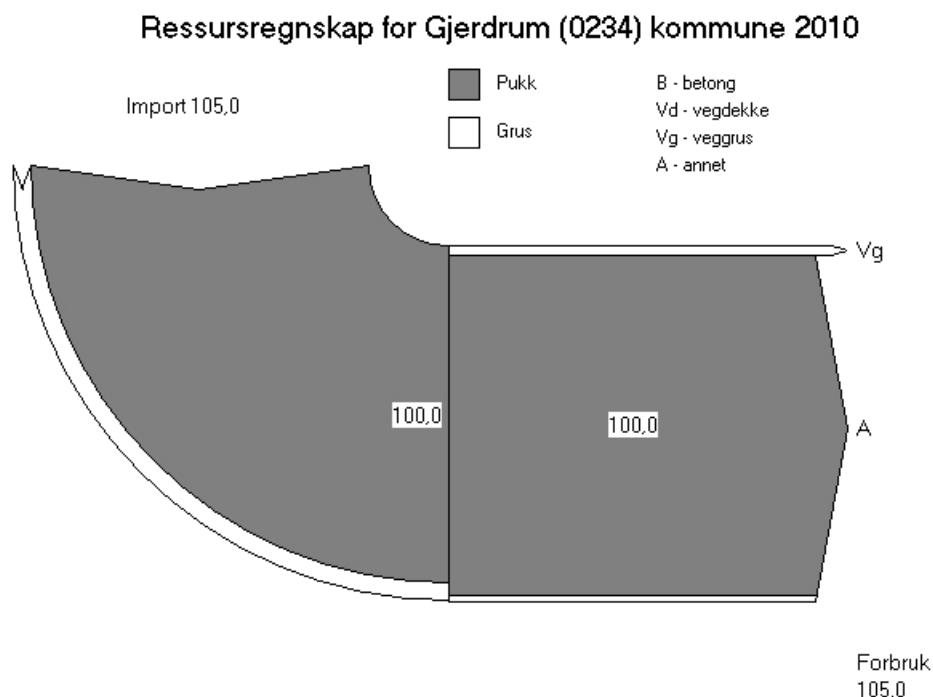 Ressursregnskap for Gjerdrum (0234) kommune 2010
Import 105,0
Pukk
Grus
B - betong
Vd - vegdekke
Vg - veggrus
A - annet
Vg
100,0
100,0
A
Forbruk
105,0